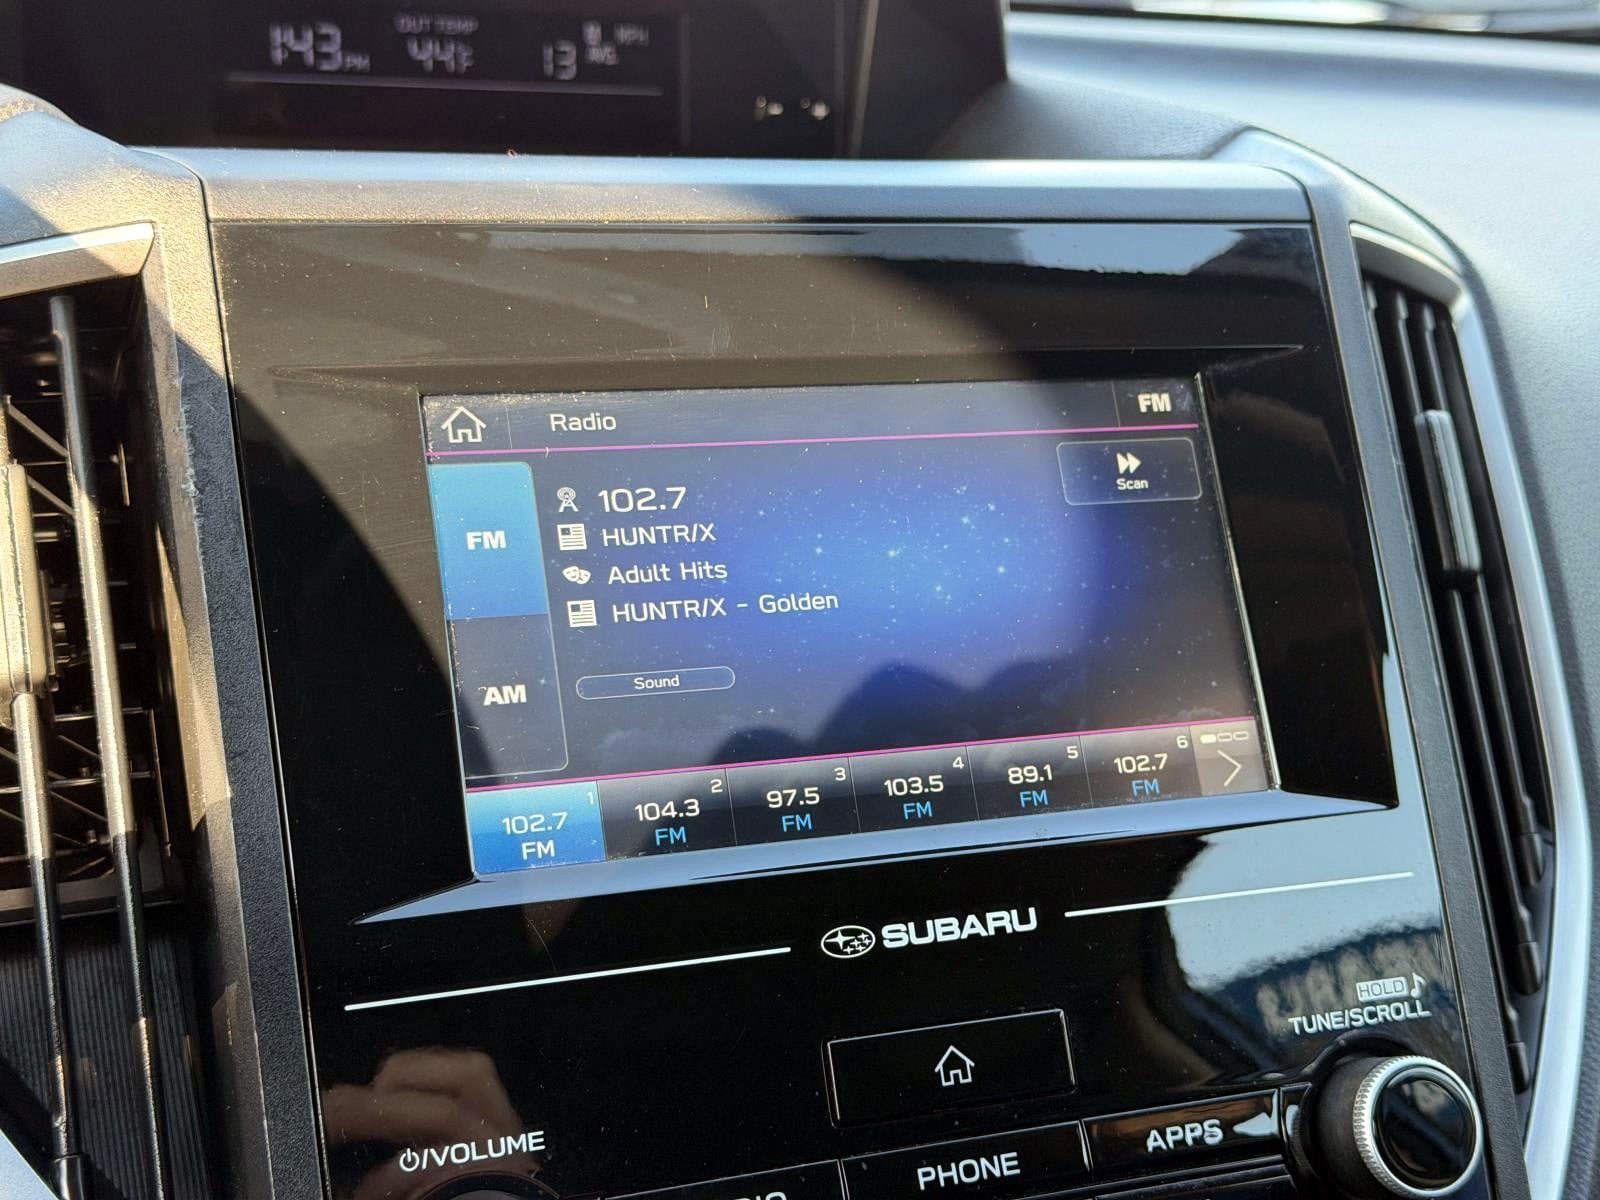 OUT TEMP
1:43 PM 44°F 13 MPH
AVG
Radio FM
Scan
FM
102.7
HUNTR/X
Adult Hits
HUNTR/X - Golden
AM
Sound
1 2 3 4 5 6
102.7 104.3 97.5 103.5 89.1 102.7
FM FM FM FM FM FM
SUBARU
HOLD
TUNE/SCROLL
/VOLUME
PHONE
APPS